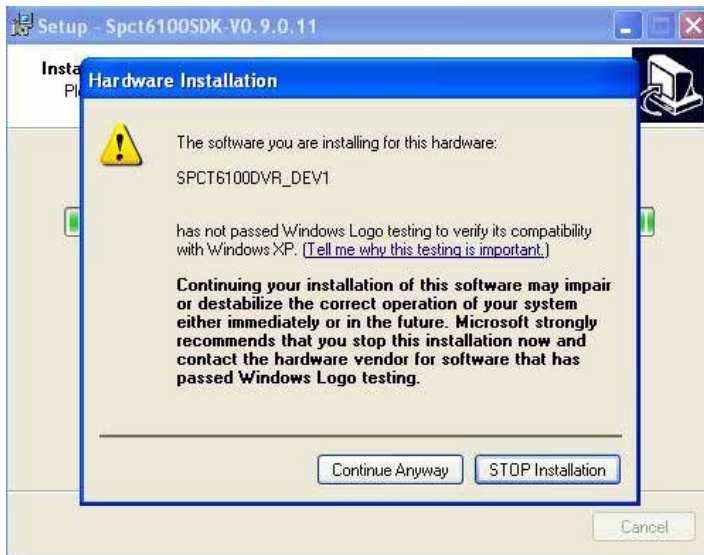 Setup - Spct6100SDK-V0.9.0.11
Insta
Pl
Hardware Installation
The software you are installing for this hardware:
SPCT6100DVR_DEV1
has not passed Windows Logo testing to verify its compatibility
with Windows XP. (Tell me why this testing is important.)
Continuing your installation of this software may impair
or destabilize the correct operation of your system
either immediately or in the future. Microsoft strongly
recommends that you stop this installation now and
contact the hardware vendor for software that has
passed Windows Logo testing.
Continue Anyway
STOP Installation
Cancel